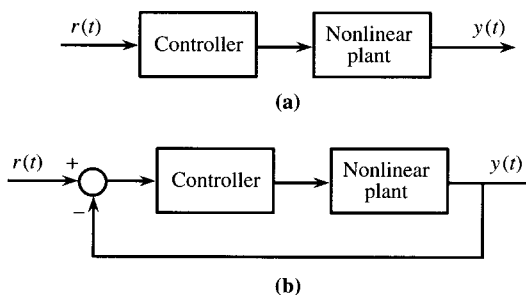 r(t)
Controller
Nonlinear
plant
y(t)
(a)
r(t)
+
−
Controller
Nonlinear
plant
y(t)
(b)